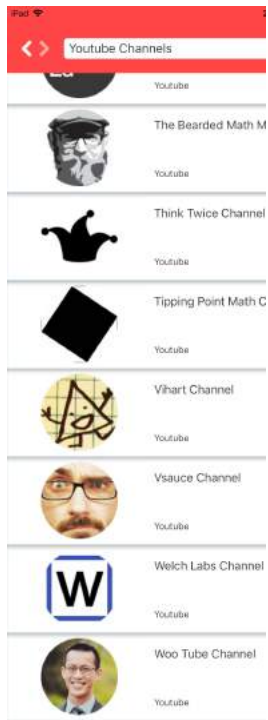 iPad
Youtube Channels
Youtube
The Bearded Math M
Youtube
Think Twice Channel
Youtube
Tipping Point Math C
Youtube
Vihart Channel
Youtube
Vsauce Channel
Youtube
W
Welch Labs Channel
Youtube
Woo Tube Channel
Youtube